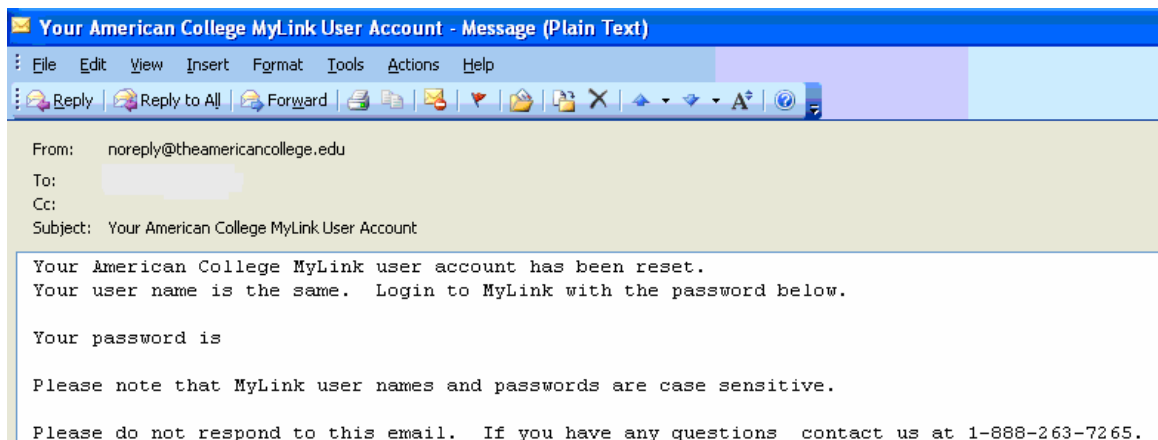 Your American College MyLink User Account - Message (Plain Text)
File Edit View Insert Format Tools Actions Help
Reply Reply to All Forward
From: noreply@theamericancollege.edu
To:
Cc:
Subject: Your American College MyLink User Account
Your American College MyLink user account has been reset.
Your user name is the same. Login to MyLink with the password below.
Your password is
Please note that MyLink user names and passwords are case sensitive.
Please do not respond to this email. If you have any questions contact us at 1-888-263-7265.